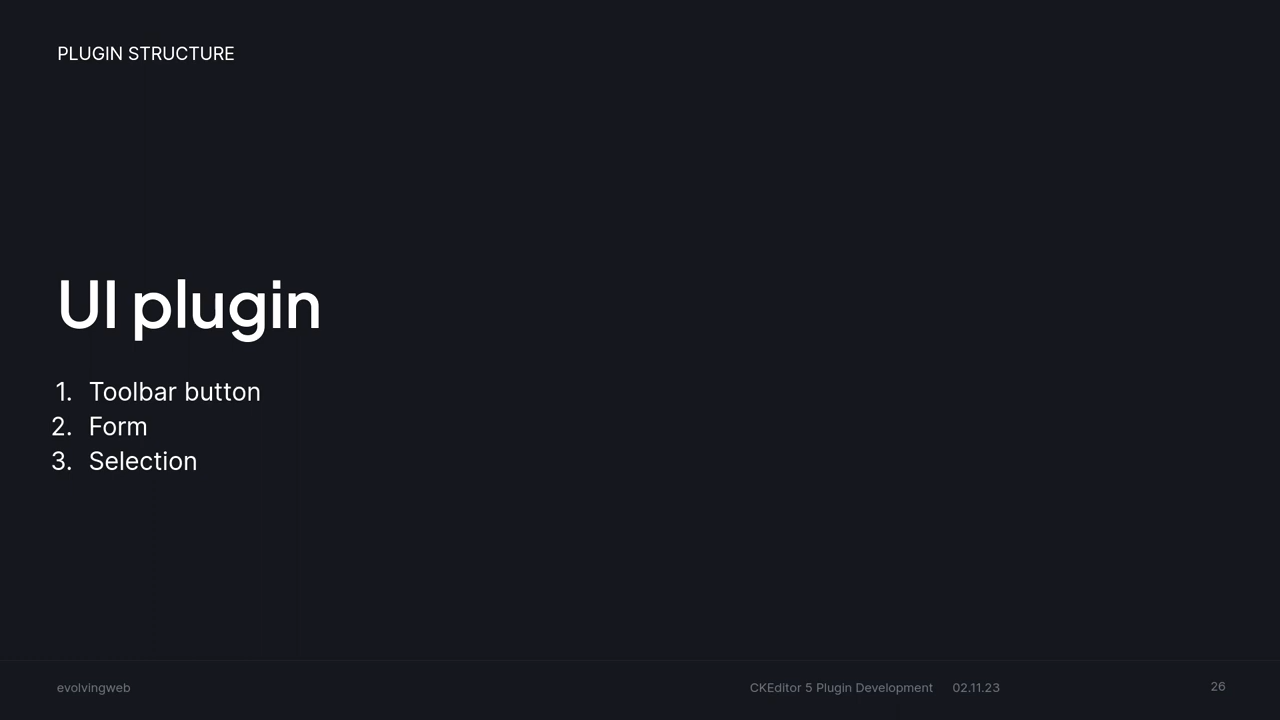 PLUGIN STRUCTURE
UI plugin
1. Toolbar button
2. Form
3. Selection
evolvingweb
CKEditor 5 Plugin Development 02.11.23
26